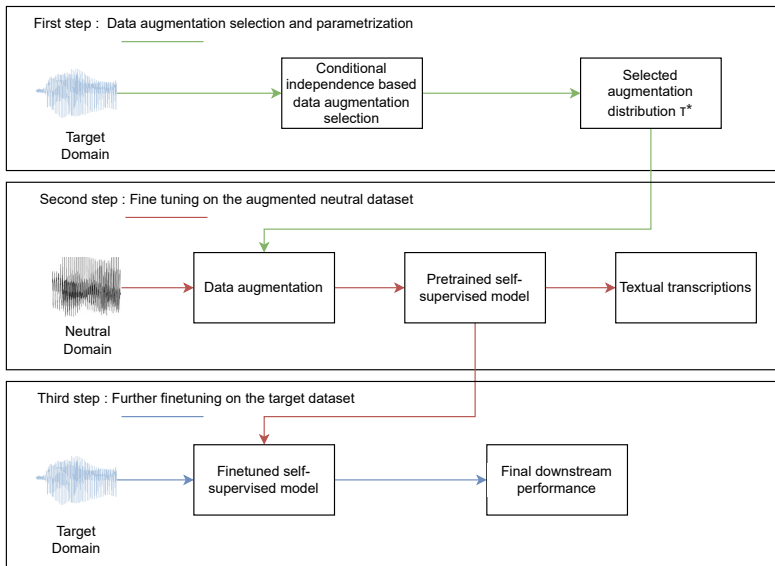 First step : Data augmentation selection and parametrization
Conditional
independence based
data augmentation
selection
Selected
augmentation
distribution τ*
Target
Domain
Second step : Fine tuning on the augmented neutral dataset
Data augmentation
Pretrained self-
supervised model
Textual transcriptions
Neutral
Domain
Third step : Further finetuning on the target dataset
Finetuned self-
supervised model
Final downstream
performance
Target
Domain